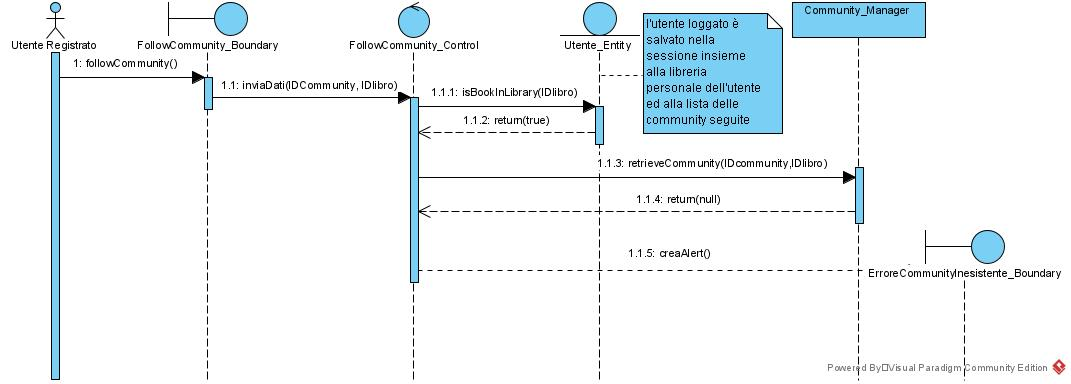 Utente Registrato
FollowCommunity_Boundary
FollowCommunity_Control
Utente_Entity
Community_Manager
l'utente loggato è
salvato nella
sessione insieme
alla libreria
personale dell'utente
ed alla lista delle
community seguite
1: followCommunity()
1.1: inviaDati(IDCommunity, IDlibro)
1.1.1: isBookInLibrary(IDlibro)
1.1.2: return(true)
1.1.3: retrieveCommunity(IDcommunity,IDlibro)
1.1.4: return(null)
1.1.5: creaAlert()
ErroreCommunityInesistente_Boundary
Powered By Visual Paradigm Community Edition